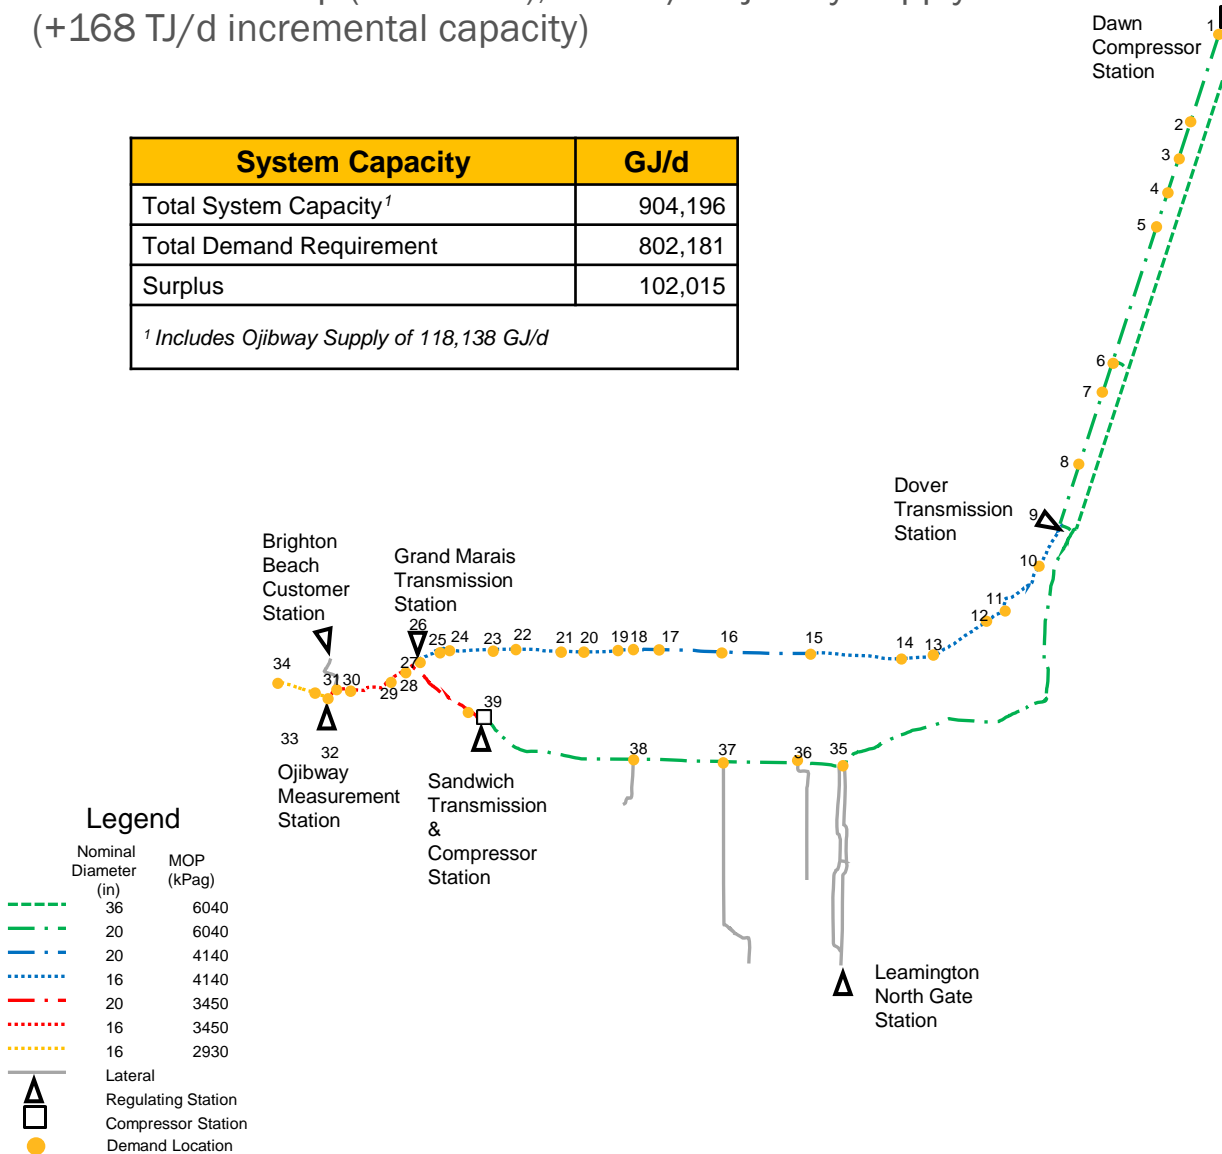 Supply
(+168 TJ/d incremental capacity)
Dawn
Compressor
Station
1
2
3
4
5
6
7
8
9
System Capacity GJ/d
Total System Capacity¹ 904,196
Total Demand Requirement 802,181
Surplus 102,015
¹ Includes Ojibway Supply of 118,138 GJ/d
Dover
Transmission
Station
10
11
12
13
14
15
16
17
18
19
20
21
22
23
24
25
26
27
28
29
30
31
32
33
34
Brighton
Beach
Customer
Station
Grand Marais
Transmission
Station
35
36
37
38
39
Ojibway
Measurement
Station
Sandwich
Transmission
&
Compressor
Station
Leamington
North Gate
Station
Legend
Nominal
Diameter
(in)
MOP
(kPag)
36 6040
20 6040
20 4140
16 4140
20 3450
16 3450
16 2930
Lateral
Regulating Station
Compressor Station
Demand Location